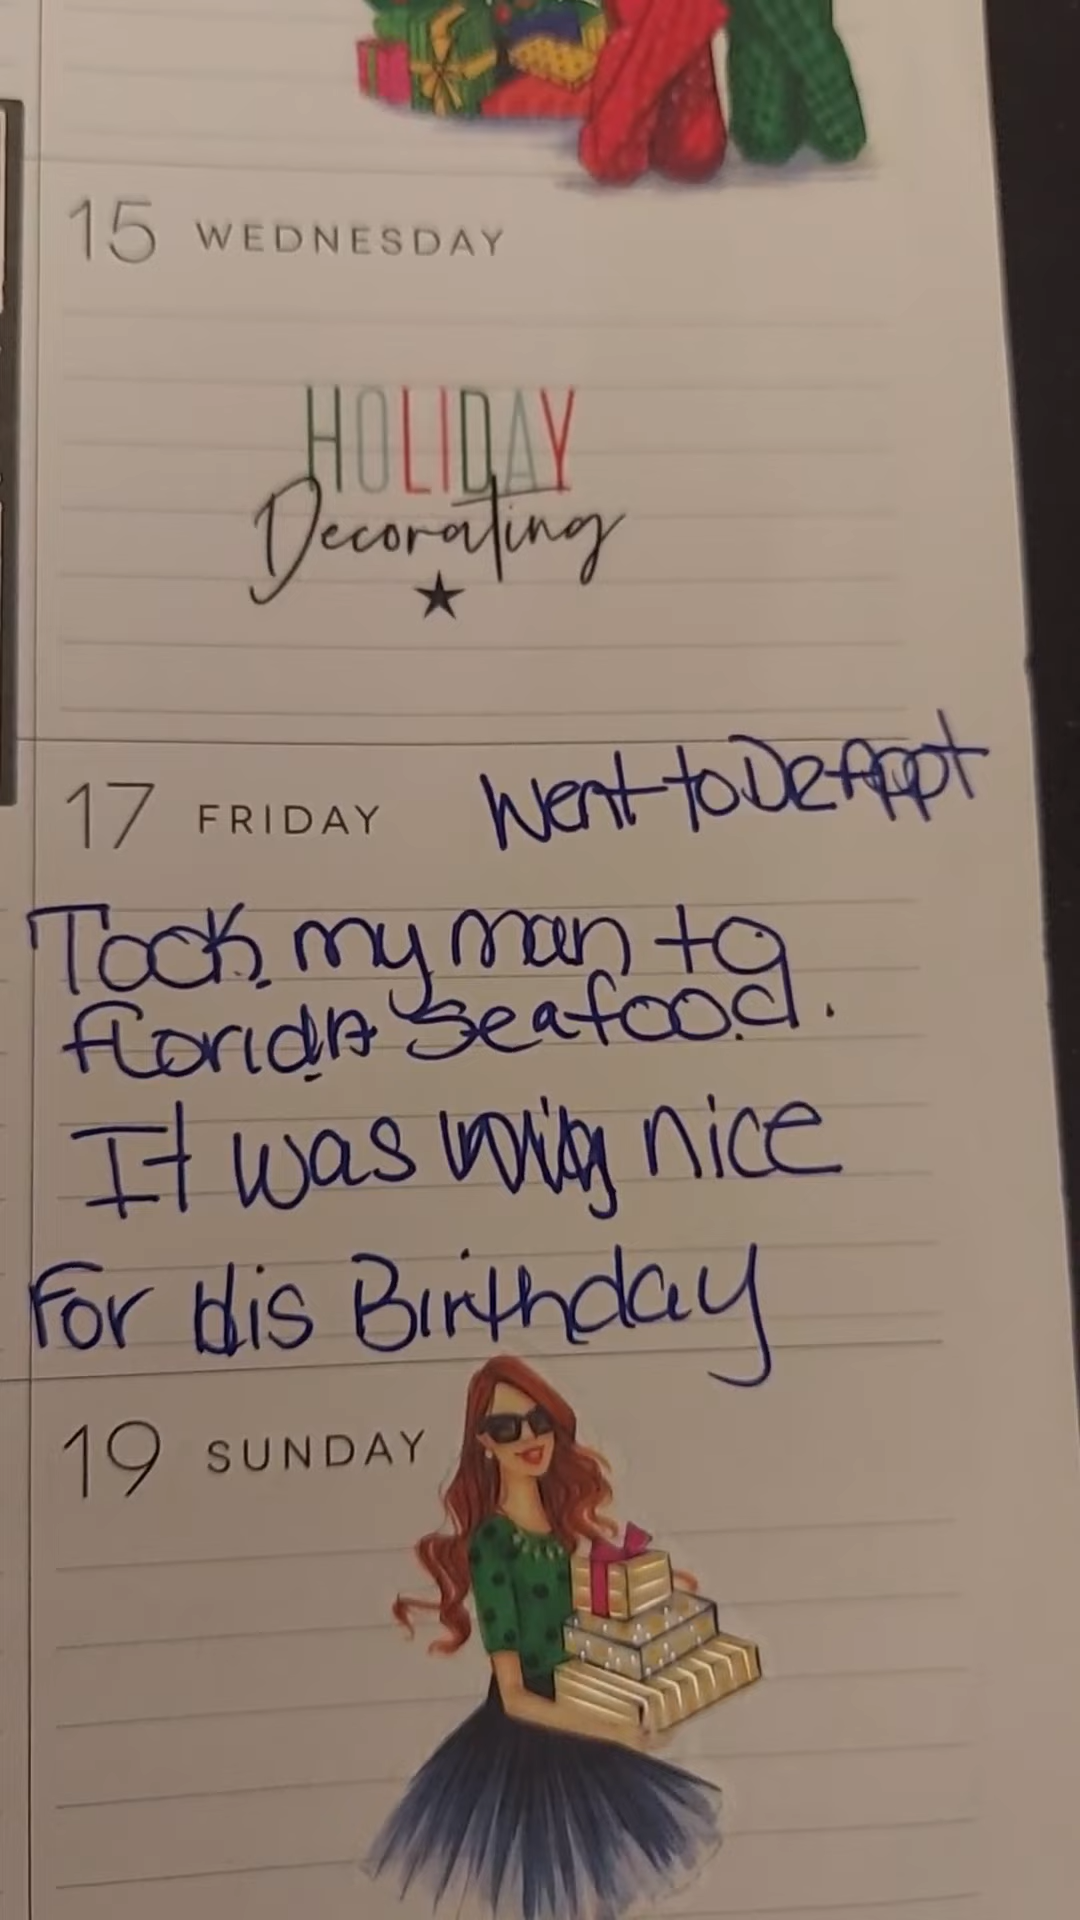 15 WEDNESDAY
HOLIDAY
Decorating
17 FRIDAY
Went to Dr Appt
Took my man to
florida Seafood.
It was nice
For His Birthday
19 SUNDAY